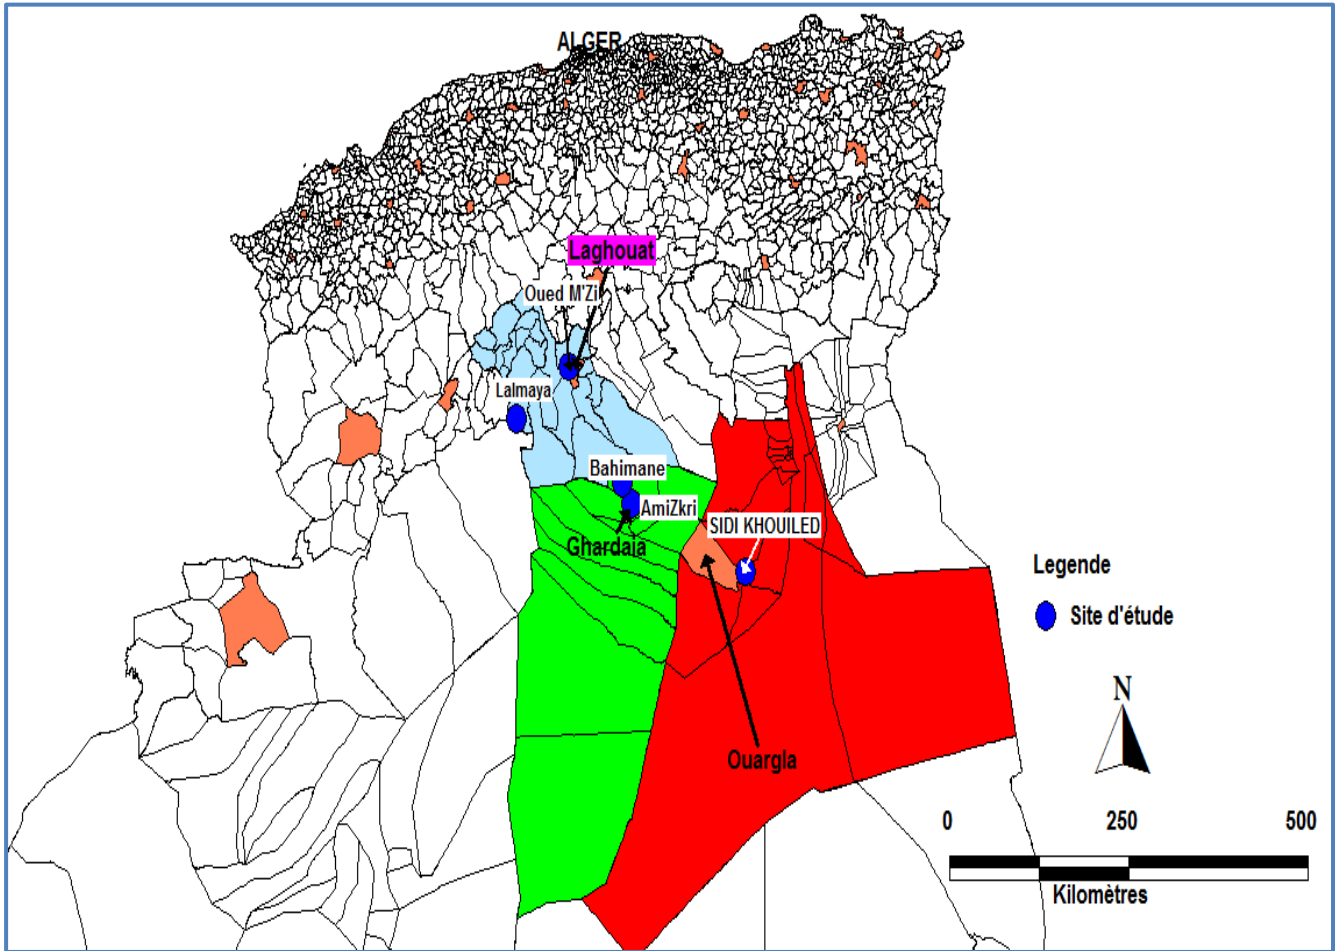 ALGER
Laghouat
Oued M'Zi
Lalmaya
Bahimane
AmiZkri
SIDI KHOUILED
Ghardaia
Legende
Site d'étude
N
Ouargla
0 250 500
Kilomètres